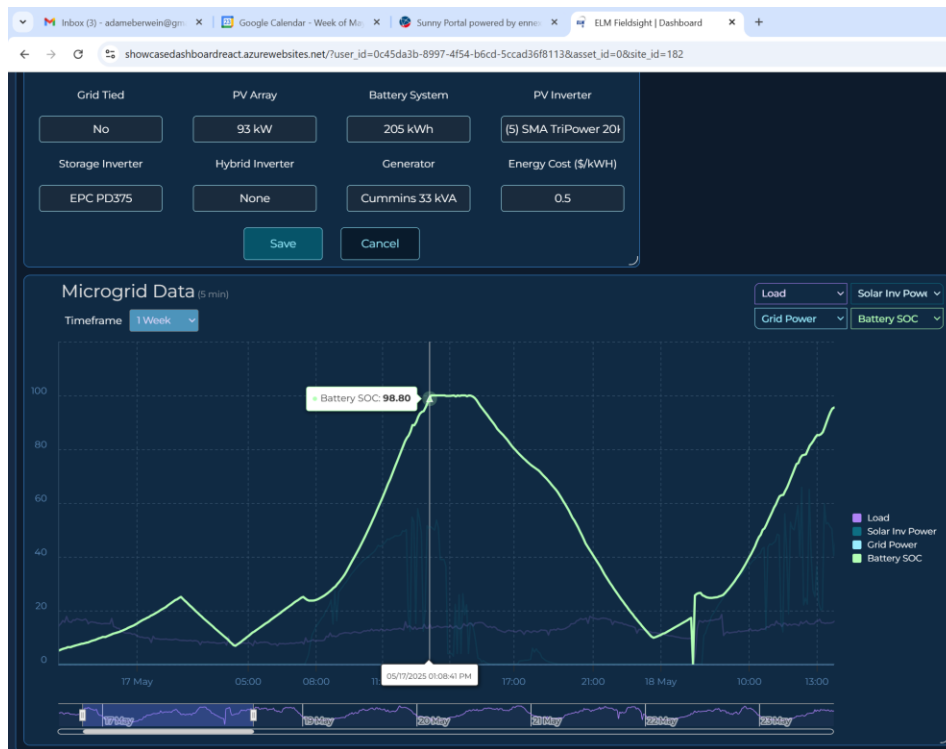 Inbox (3) - adameberwein@gm
Google Calendar - Week of Ma
Sunny Portal powered by ennex
ELM Fieldsight | Dashboard
showcasedashboardreact.azurewebsites.net/?user_id=0c45da3b-8997-4f54-b6cd-5ccad36f8113&asset_id=0&site_id=182
Grid Tied PV Array Battery System PV Inverter
No 93 kW 205 kWh (5) SMA TriPower 20K
Storage Inverter Hybrid Inverter Generator Energy Cost ($/kWH)
EPC PD375 None Cummins 33 kVA 0.5
Save Cancel
Microgrid Data (5 min)
Timeframe 1 Week
Load Solar Inv Powe
Grid Power Battery SOC
100
Battery SOC: 98.80
80
60
40
20
0
Load
Solar Inv Power
Grid Power
Battery SOC
17 May 05:00 08:00 11: 17:00 21:00 18 May 10:00 13:00
05/17/2025 01:08:41 PM
17 May 19 May 20 May 21 May 22 May 23 May